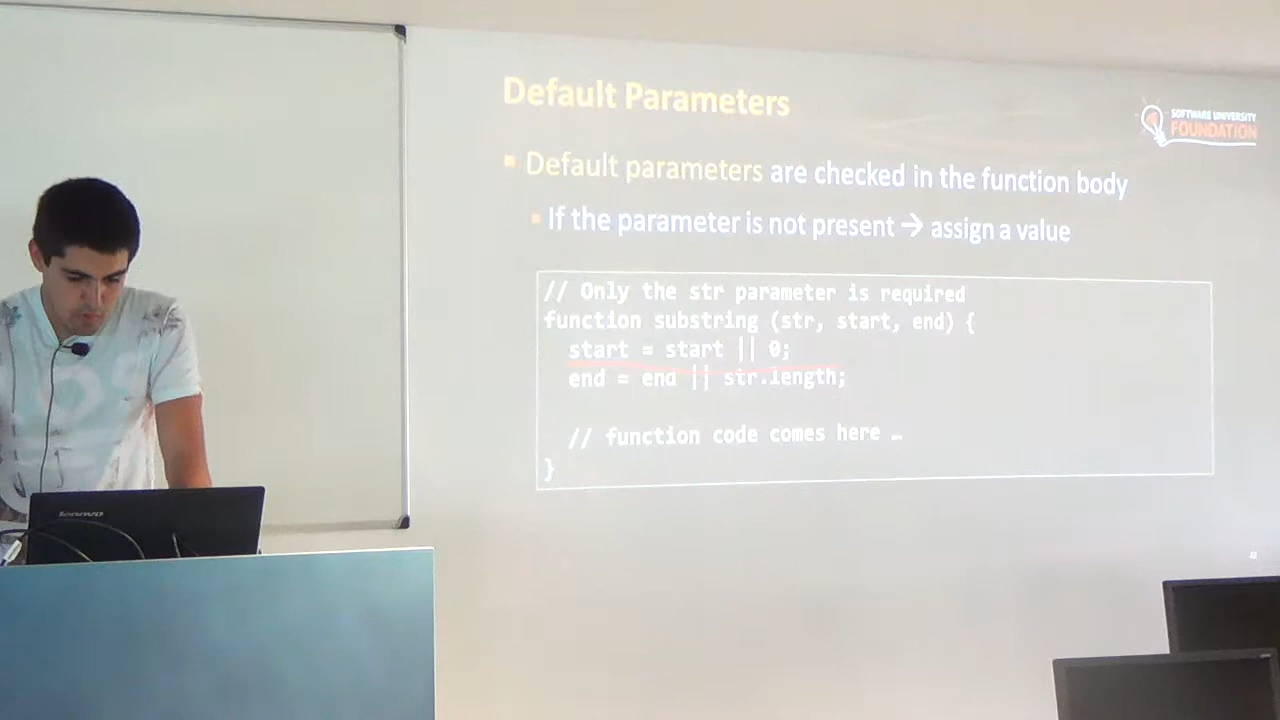 Default Parameters
SOFTWARE UNIVERSITY
FOUNDATION
▪ Default parameters are checked in the function body
▪ If the parameter is not present → assign a value
// Only the str parameter is required
function substring (str, start, end) {
start = start || 0;
end = end || str.length;
// function code comes here …
}
lenovo